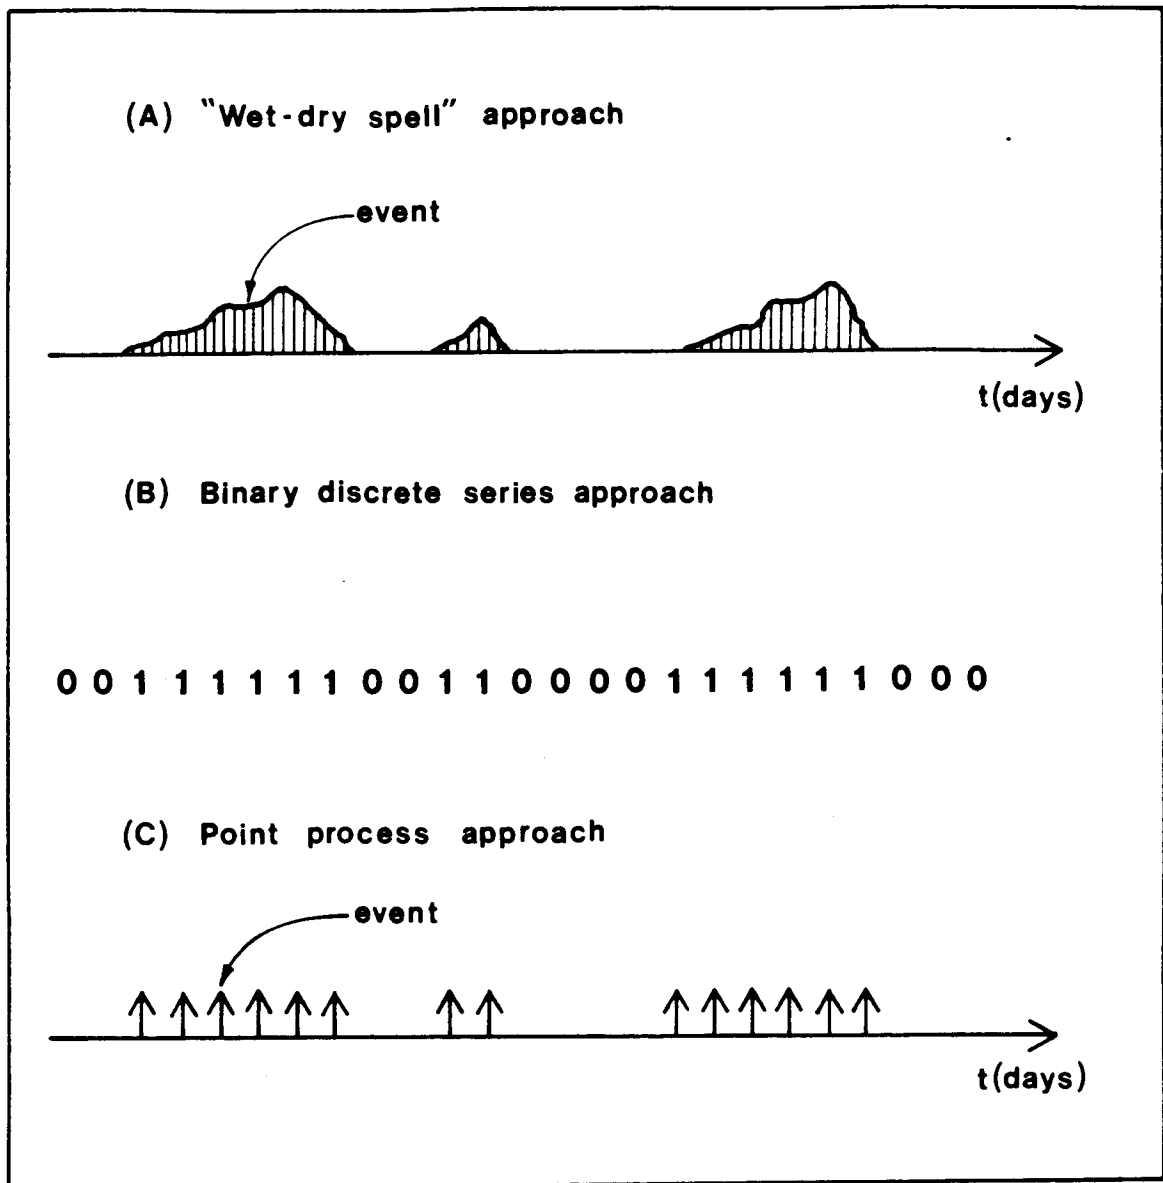 (A) "Wet-dry spell" approach
event
t(days)
(B) Binary discrete series approach
0 0 1 1 1 1 1 1 0 0 1 1 0 0 0 0 1 1 1 1 1 1 0 0 0
(C) Point process approach
event
t(days)